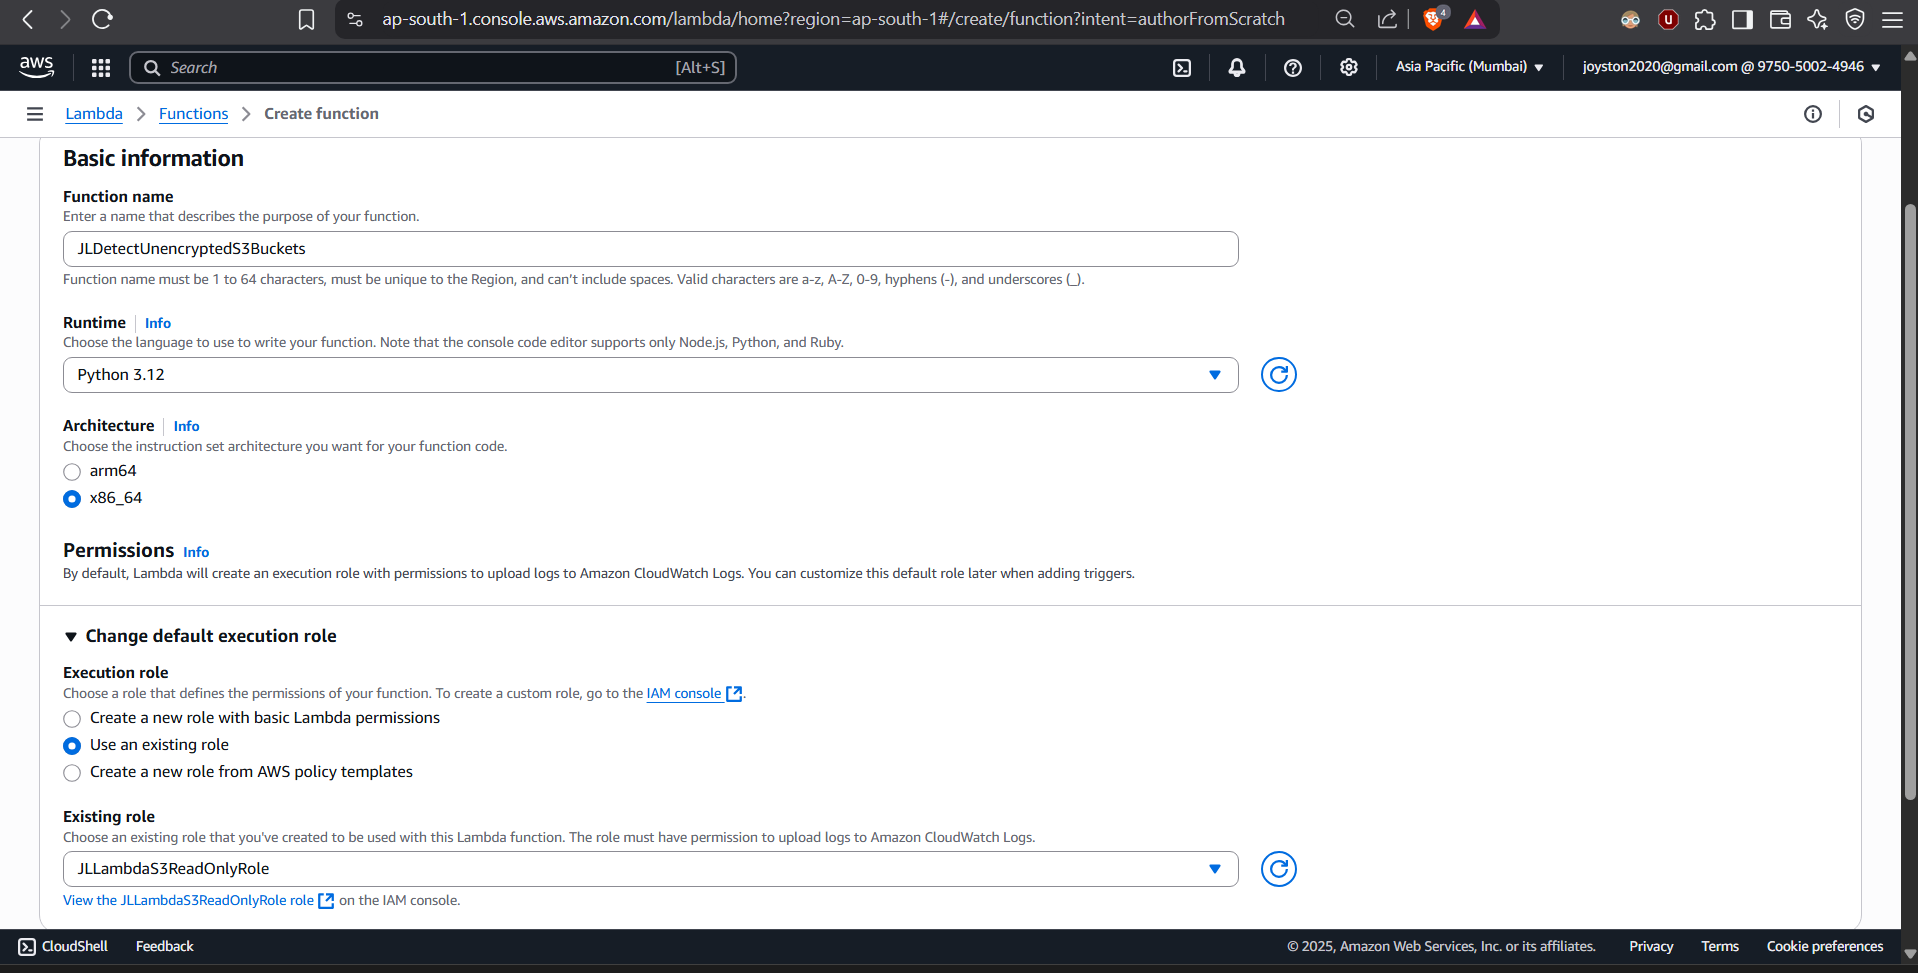 ap-south-1.console.aws.amazon.com/lambda/home?region=ap-south-1#/create/function?intent=authorFromScratch
4
U
aws
Search
[Alt+S]
Asia Pacific (Mumbai)
joyston2020@gmail.com @ 9750-5002-4946
Lambda
Functions
Create function
Basic information
Function name
Enter a name that describes the purpose of your function.
JLDetectUnencryptedS3Buckets
Function name must be 1 to 64 characters, must be unique to the Region, and can't include spaces. Valid characters are a-z, A-Z, 0-9, hyphens (-), and underscores (_).
Runtime Info
Choose the language to use to write your function. Note that the console code editor supports only Node.js, Python, and Ruby.
Python 3.12
Architecture Info
Choose the instruction set architecture you want for your function code.
arm64
x86_64
Permissions Info
By default, Lambda will create an execution role with permissions to upload logs to Amazon CloudWatch Logs. You can customize this default role later when adding triggers.
Change default execution role
Execution role
Choose a role that defines the permissions of your function. To create a custom role, go to the IAM console.
Create a new role with basic Lambda permissions
Use an existing role
Create a new role from AWS policy templates
Existing role
Choose an existing role that you've created to be used with this Lambda function. The role must have permission to upload logs to Amazon CloudWatch Logs.
JLLambdaS3ReadOnlyRole
View the JLLambdaS3ReadOnlyRole role on the IAM console.
CloudShell Feedback © 2025, Amazon Web Services, Inc. or its affiliates. Privacy Terms Cookie preferences